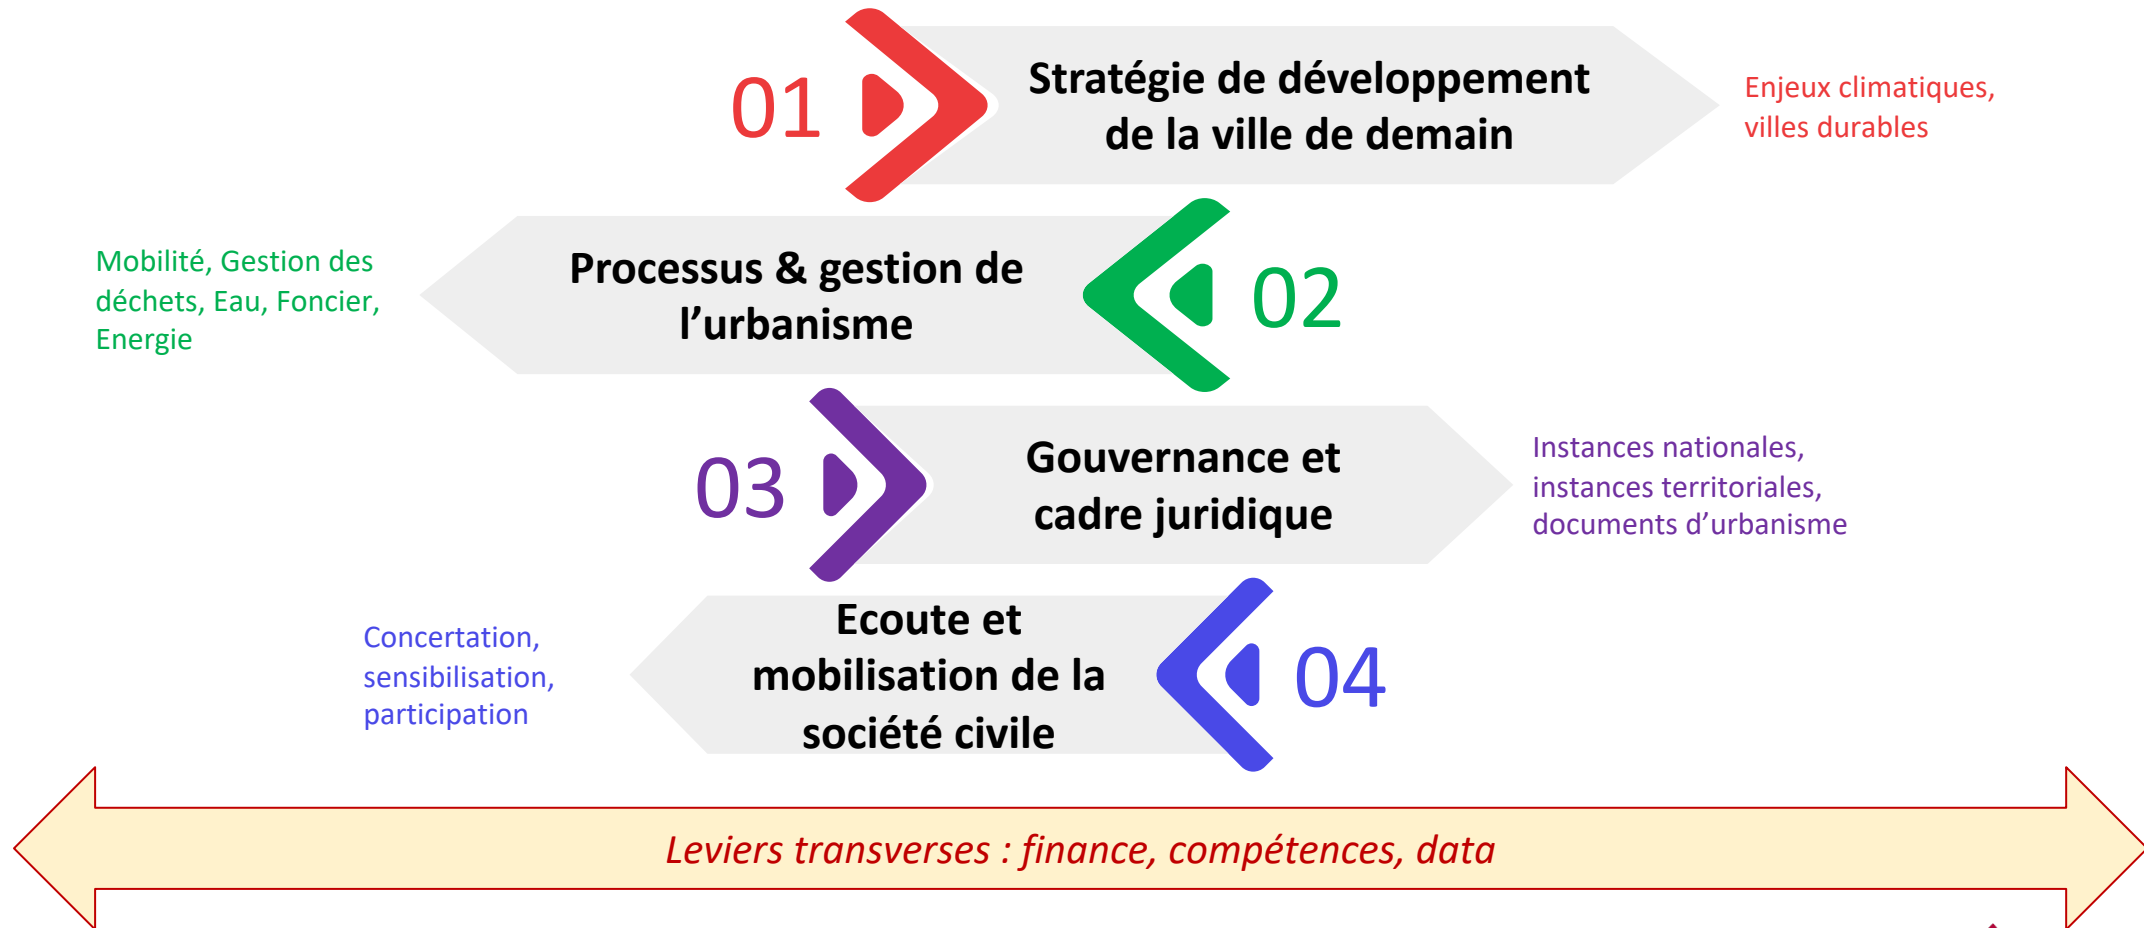 01
Stratégie de développement
de la ville de demain
Enjeux climatiques,
villes durables
Mobilité, Gestion des
déchets, Eau, Foncier,
Energie
Processus & gestion de
l’urbanisme
02
03
Gouvernance et
cadre juridique
Instances nationales,
instances territoriales,
documents d’urbanisme
Concertation,
sensibilisation,
participation
Ecoute et
mobilisation de la
société civile
04
Leviers transverses : finance, compétences, data